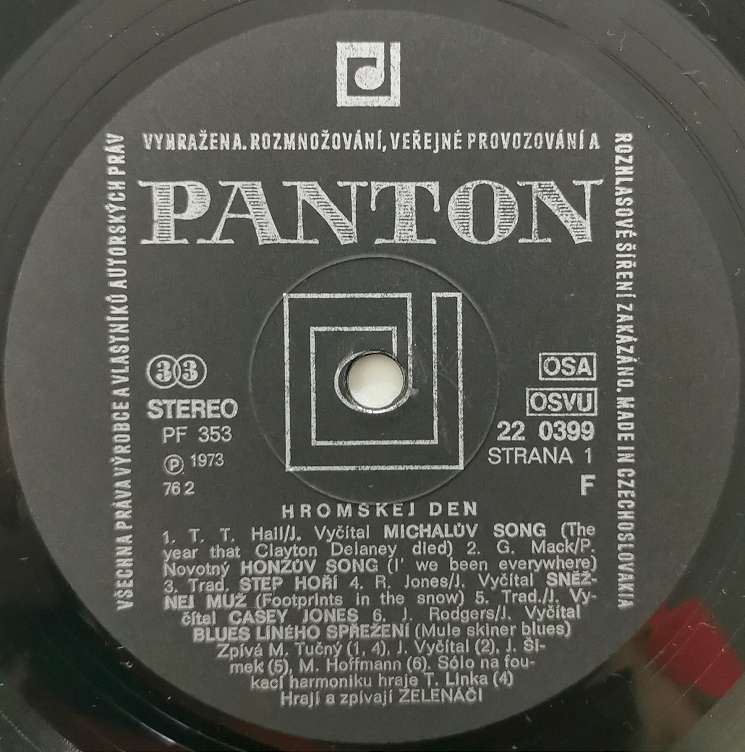 VŠECHNA PRÁVA VÝROBCE A VLASTNÍKŮ AUTORSKÝCH PRÁV
VYHRAŽENA. ROZMNOŽOVÁNÍ, VEŘEJNÉ PROVOZOVÁNÍ A
ROZHLASOVÉ ŠÍŘENÍ ZAKÁZÁNO. MADE IN CZECHOSLOVAKIA
PANTON
33
STEREO
PF 353
Ⓟ 1973
76 2
OSA
OSVU
22 0399
STRANA 1
F
HROMSKEJ DEN
1. T. T. Hall/J. Vyčítal MICHALŮV SONG (The
year that Clayton Delaney died) 2. G. Mack/P.
Novotný HONZŮV SONG (I' we been everywhere)
3. Trad. STEP HOŘÍ 4. R. Jones/J. Vyčítal SNĚŽ-
NEJ MUŽ (Footprints in the snow) 5. Trad./J. Vy-
čítal CASEY JONES 6. J. Rodgers/J. Vyčítal
BLUES LÍNÉHO SPŘEŽENÍ (Mule skiner blues)
Zpívá M. Tučný (1, 4), J. Vyčítal (2), J. Ši-
mek (5), M. Hoffmann (6). Sólo na fou-
kací harmoniku hraje T. Linka (4)
Hrají a zpívají ZELENÁČI